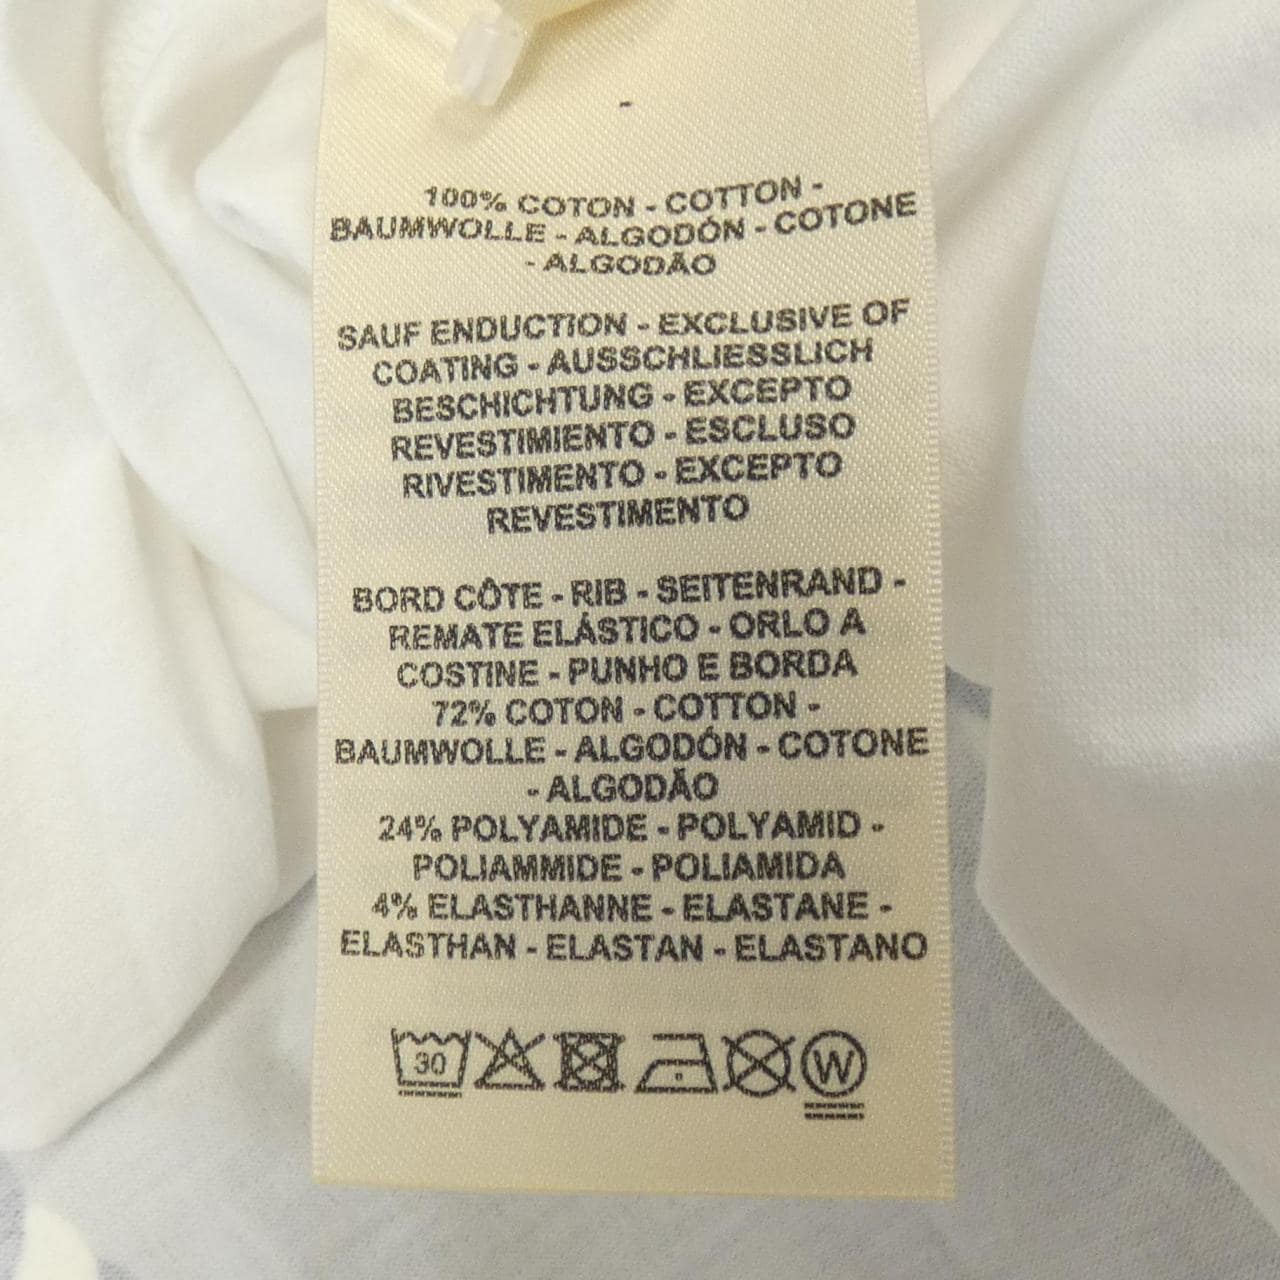 -
100% COTON - COTTON -
BAUMWOLLE - ALGODÓN - COTONE
- ALGODÃO
SAUF ENDUCTION - EXCLUSIVE OF
COATING - AUSSCHLIESSLICH
BESCHICHTUNG - EXCEPTO
REVESTIMIENTO - ESCLUSO
RIVESTIMENTO - EXCEPTO
REVESTIMENTO
BORD CÔTE - RIB - SEITENRAND -
REMATE ELÁSTICO - ORLO A
COSTINE - PUNHO E BORDA
72% COTON - COTTON -
BAUMWOLLE - ALGODÓN - COTONE
- ALGODÃO
24% POLYAMIDE - POLYAMID -
POLIAMMIDE - POLIAMIDA
4% ELASTHANNE - ELASTANE -
ELASTHAN - ELASTAN - ELASTANO
30 W